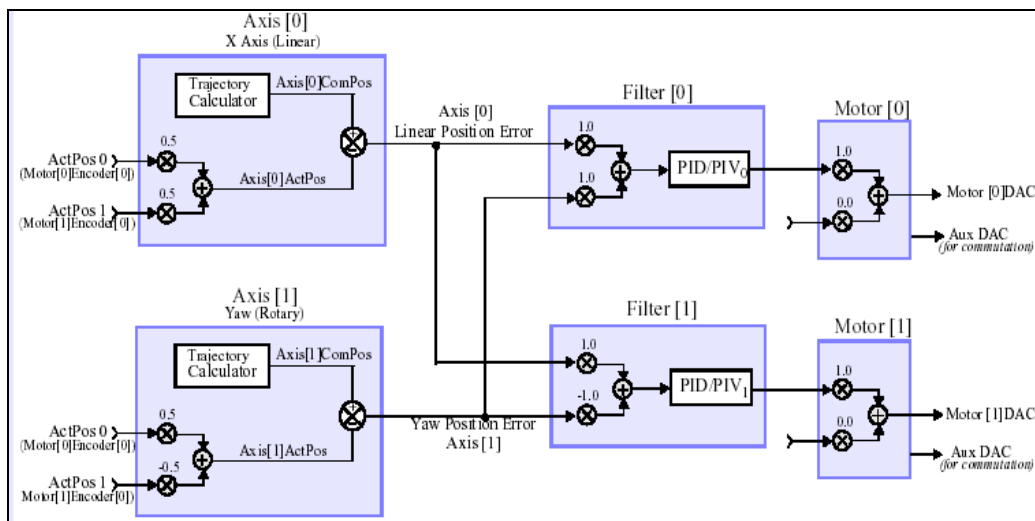 Axis [0]
X Axis (Linear)
Trajectory
Calculator
Axis[0]ComPos
+
−
0.5
ActPos 0
(Motor[0]Encoder[0])
+
Axis[0]ActPos
0.5
ActPos 1
(Motor[1]Encoder[0])
Axis [0]
Linear Position Error
Filter [0]
1.0
1.0
+
PID/PIV0
Motor [0]
1.0
0.0
+
Motor [0]DAC
Aux DAC
(for commutation)
Axis [1]
Yaw (Rotary)
Trajectory
Calculator
Axis[1]ComPos
+
−
0.5
ActPos 0
(Motor[0]Encoder[0])
+
Axis[1]ActPos
-0.5
ActPos 1
Motor[1]Encoder[0])
Yaw Position Error
Axis [1]
Filter [1]
1.0
-1.0
+
PID/PIV1
Motor [1]
1.0
0.0
+
Motor [1]DAC
Aux DAC
(for commutation)